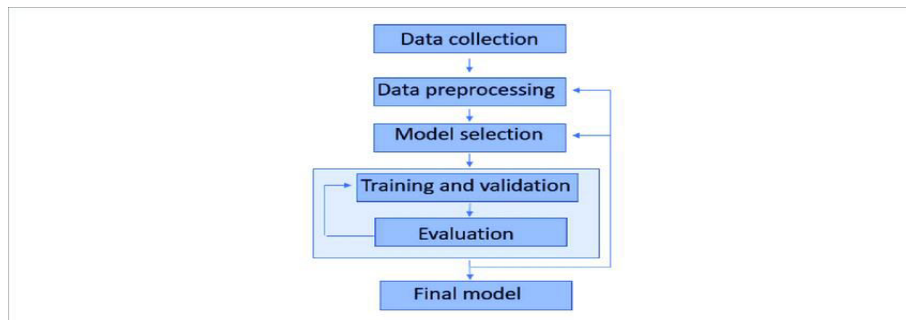 Data collection
Data preprocessing
Model selection
Training and validation
Evaluation
Final model